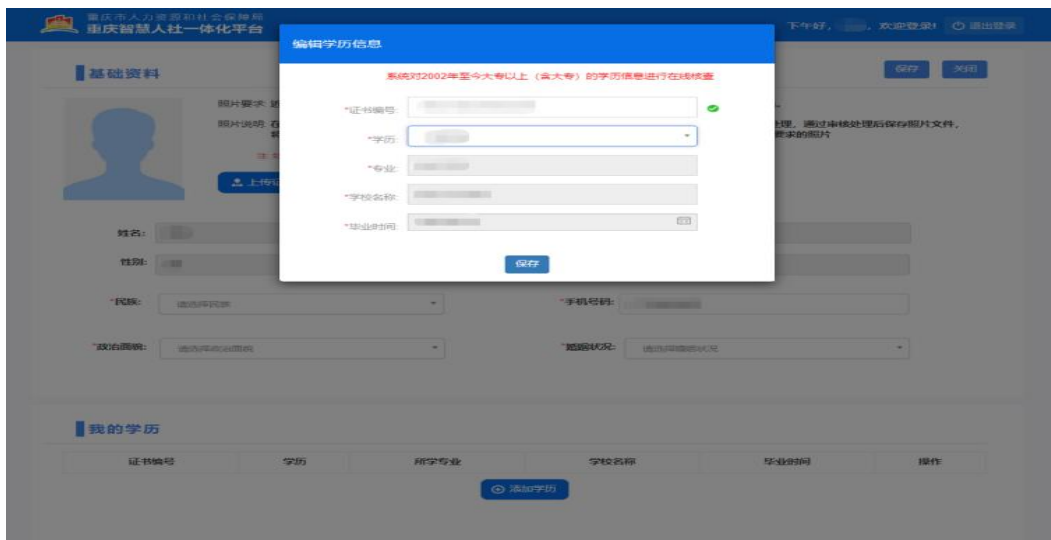 重庆市人力资源和社会保障局
重庆智慧人社一体化平台
下午好， ，欢迎登录! 退出登录
编辑学历信息
系统对2002年至今大专以上（含大专）的学历信息进行在线核查
基础资料
保存 关闭
*证书编号:
照片要求:
照片说明: 在
处理，通过审核处理后保存照片文件，
要求的照片
*学历:
注:
*专业:
上传证
*学校名称:
*毕业时间:
姓名:
性别:
保存
*民族: 请选择民族
*手机号码:
*政治面貌: 请选择政治面貌
*婚姻状况: 请选择婚姻状况
我的学历
证书编号 学历 所学专业 学校名称 毕业时间 操作
添加学历